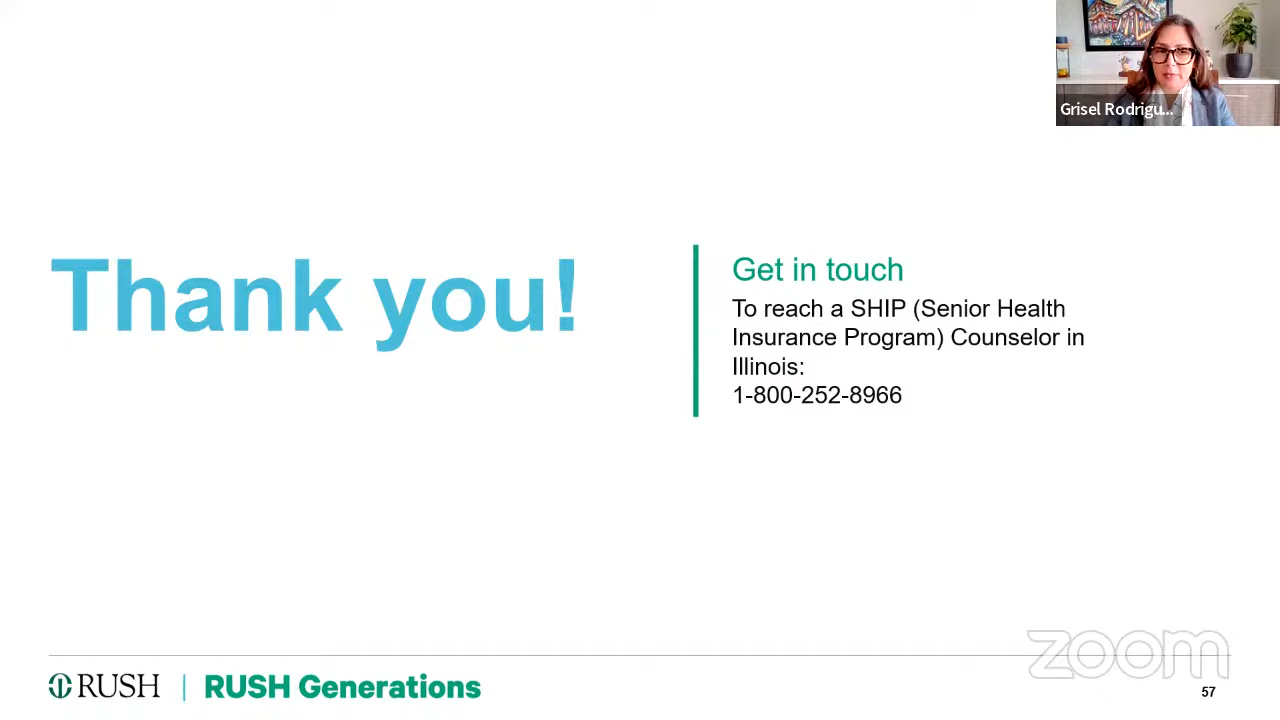 Grisel Rodrigu...
Thank you!
Get in touch
To reach a SHIP (Senior Health
Insurance Program) Counselor in
Illinois:
1-800-252-8966
zoom
RUSH | RUSH Generations
57